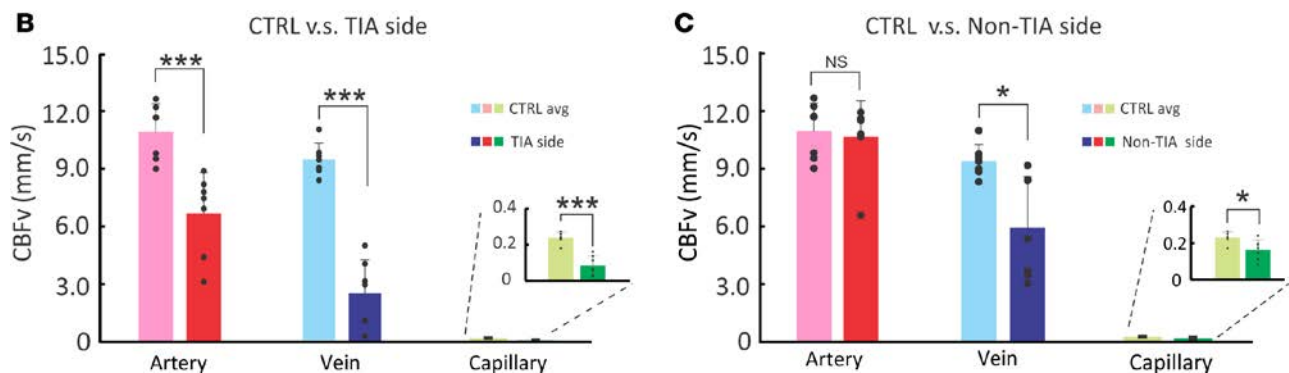 B
CTRL v.s. TIA side
15.0
12.0
9.0
6.0
3.0
0
CBFv (mm/s)
***
***
CTRL avg
TIA side
0.4
0.2
0
***
Artery
Vein
Capillary
C
CTRL v.s. Non-TIA side
15.0
12.0
9.0
6.0
3.0
0
CBFv (mm/s)
NS
*
CTRL avg
Non-TIA side
0.4
0.2
0
*
Artery
Vein
Capillary